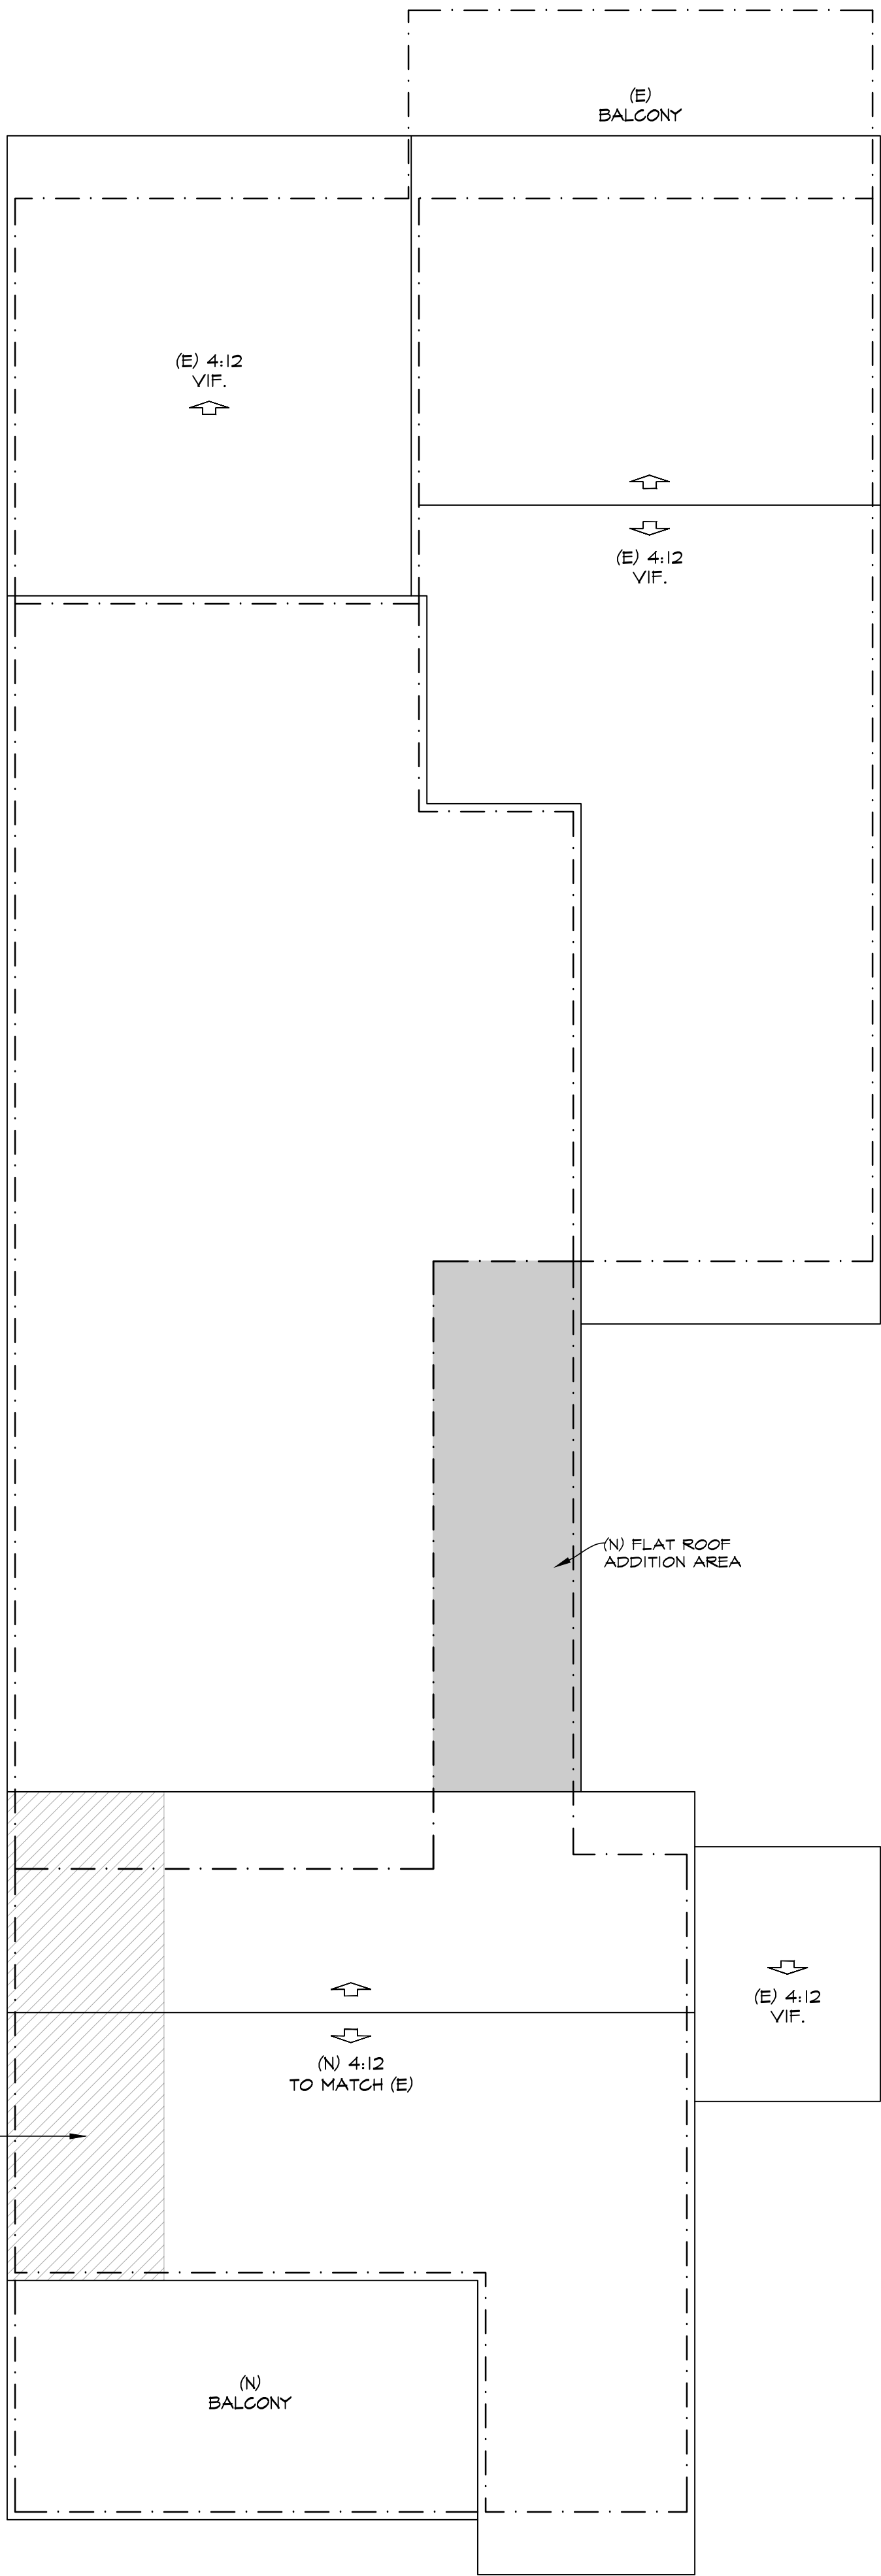 (E)
BALCONY
(E) 4:12
VIF.
(E) 4:12
VIF.
(N) FLAT ROOF
ADDITION AREA
(E) 4:12
VIF.
(N) 4:12
TO MATCH (E)
(N)
BALCONY